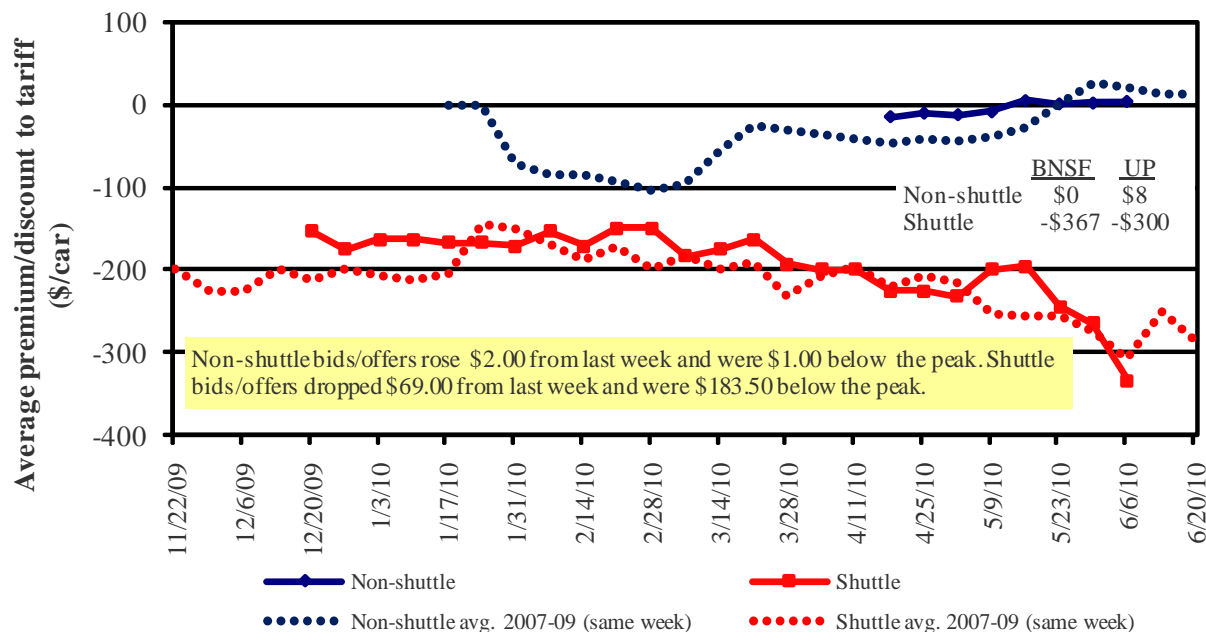 Average premium/discount to tariff
($/car)
100
0
-100
-200
-300
-400
BNSF UP
Non-shuttle $0 $8
Shuttle -$367 -$300
Non-shuttle bids/offers rose $2.00 from last week and were $1.00 below the peak. Shuttle
bids/offers dropped $69.00 from last week and were $183.50 below the peak.
11/22/09
12/6/09
12/20/09
1/3/10
1/17/10
1/31/10
2/14/10
2/28/10
3/14/10
3/28/10
4/11/10
4/25/10
5/9/10
5/23/10
6/6/10
6/20/10
Non-shuttle
Shuttle
Non-shuttle avg. 2007-09 (same week)
Shuttle avg. 2007-09 (same week)